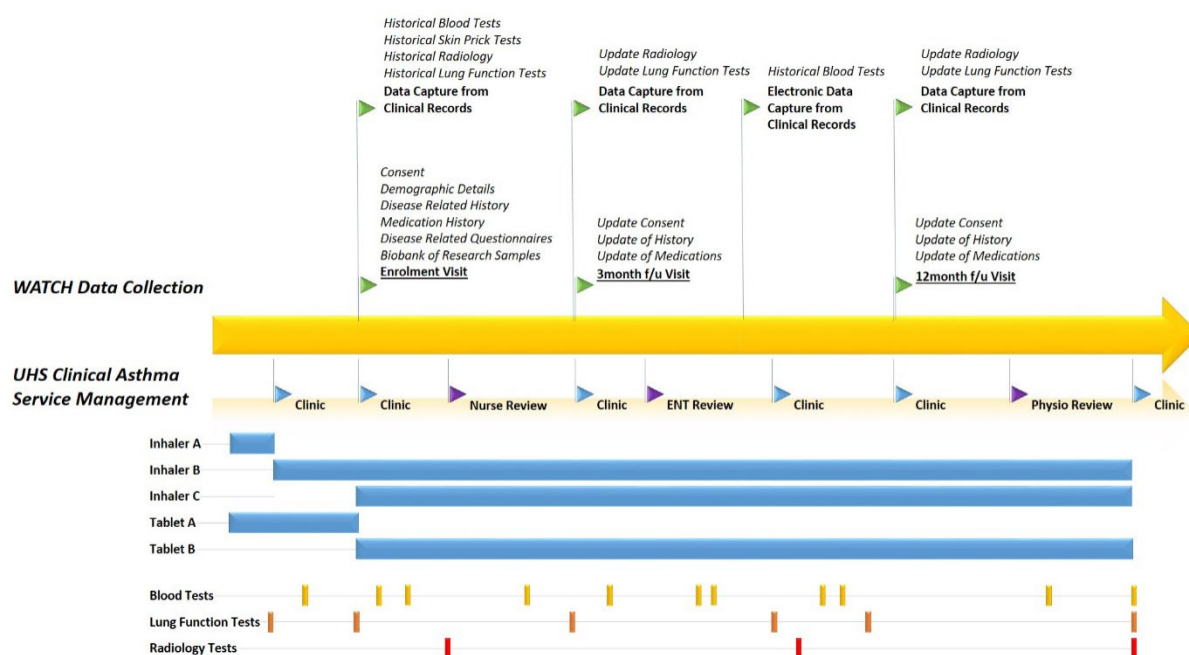 Historical Blood Tests
Historical Skin Prick Tests
Historical Radiology
Historical Lung Function Tests
Data Capture from
Clinical Records
Update Radiology
Update Lung Function Tests
Data Capture from
Clinical Records
Historical Blood Tests
Electronic Data
Capture from
Clinical Records
Update Radiology
Update Lung Function Tests
Data Capture from
Clinical Records
Consent
Demographic Details
Disease Related History
Medication History
Disease Related Questionnaires
Biobank of Research Samples
Enrolment Visit
Update Consent
Update of History
Update of Medications
3month f/u Visit
Update Consent
Update of History
Update of Medications
12month f/u Visit
WATCH Data Collection
UHS Clinical Asthma
Service Management
Clinic
Clinic
Nurse Review
Clinic
ENT Review
Clinic
Clinic
Physio Review
Clinic
Inhaler A
Inhaler B
Inhaler C
Tablet A
Tablet B
Blood Tests
Lung Function Tests
Radiology Tests